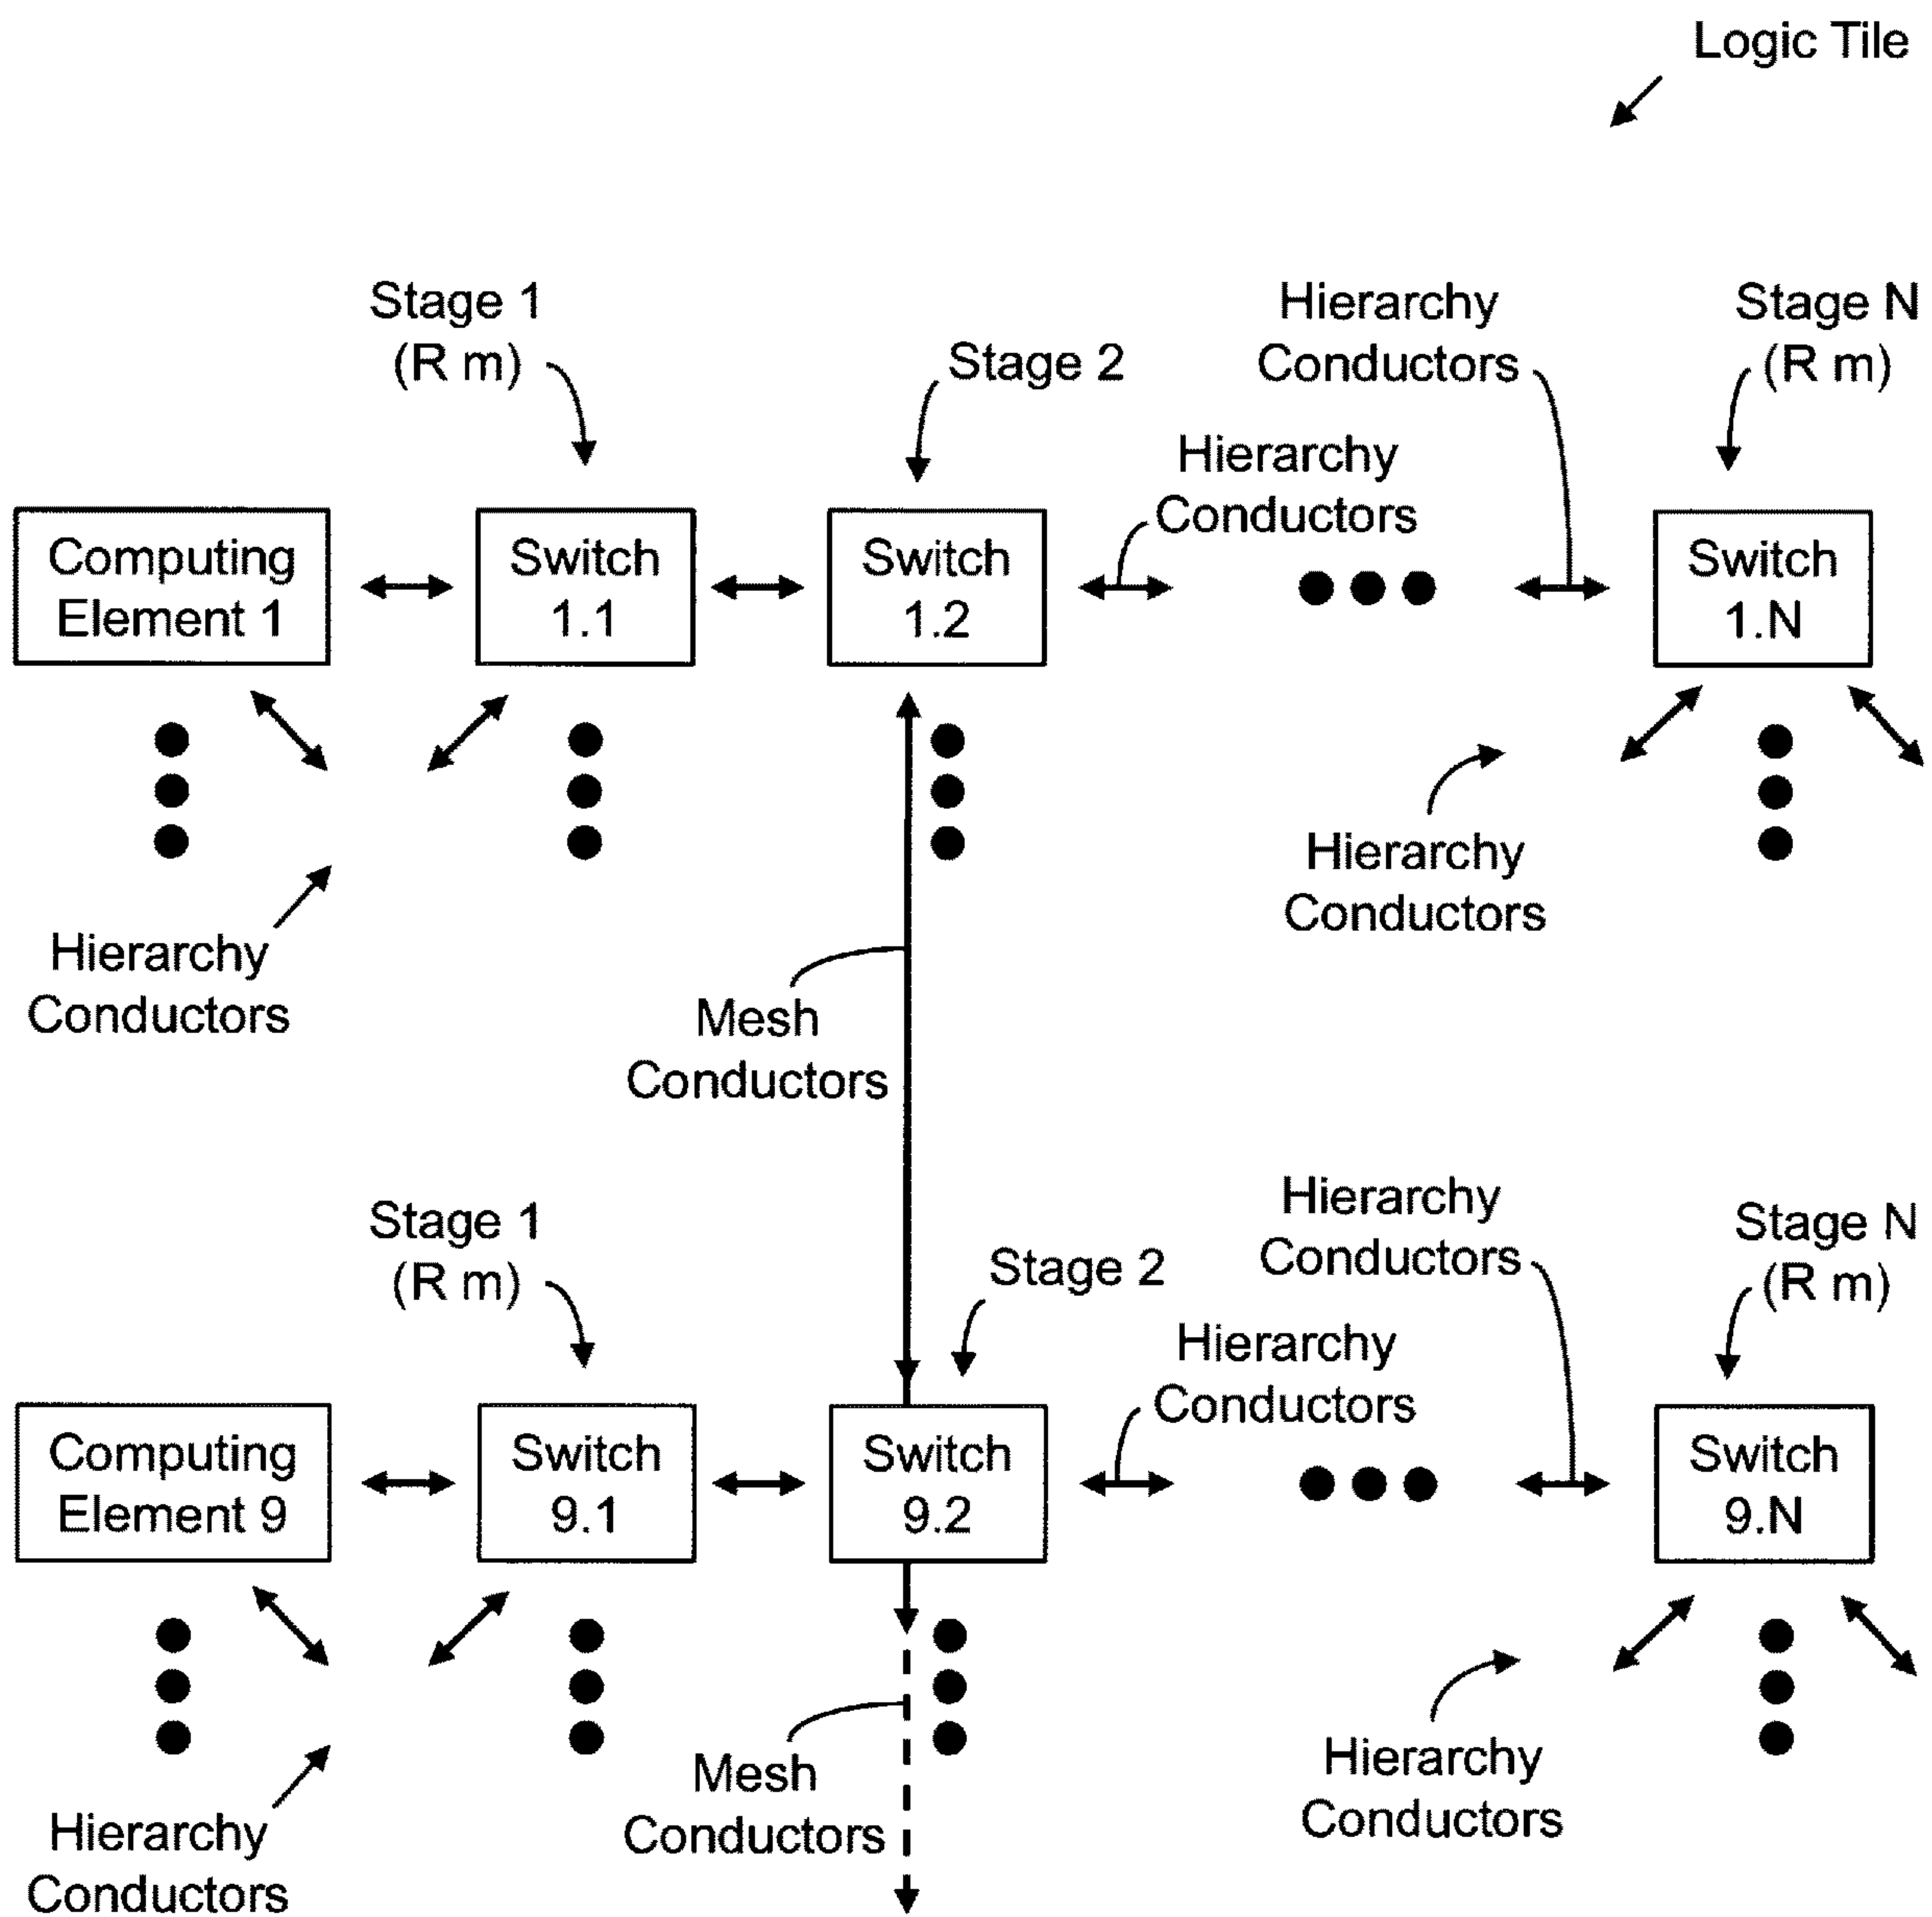 Logic Tile
Stage 1
(R m)
Stage 2
Hierarchy
Conductors
Stage N
(R m)
Hierarchy
Conductors
Computing
Element 1
Switch
1.1
Switch
1.2
Switch
1.N
Hierarchy
Conductors
Hierarchy
Conductors
Mesh
Conductors
Stage 1
(R m)
Stage 2
Hierarchy
Conductors
Stage N
(R m)
Hierarchy
Conductors
Computing
Element 9
Switch
9.1
Switch
9.2
Switch
9.N
Hierarchy
Conductors
Mesh
Conductors
Hierarchy
Conductors